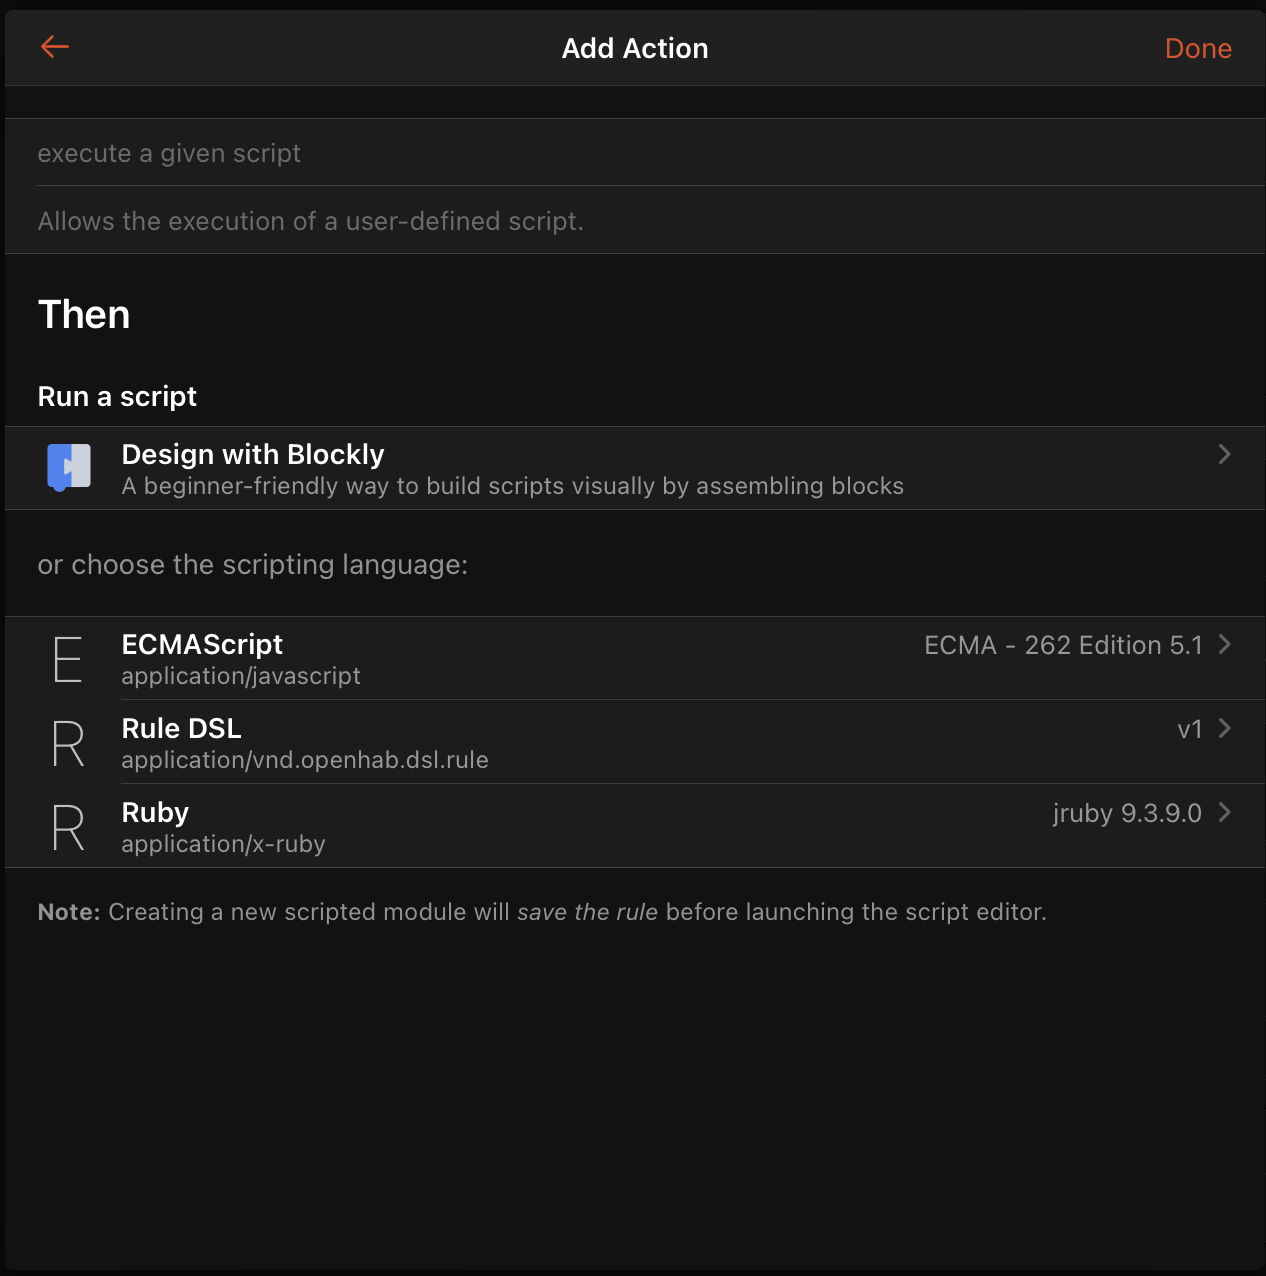 Add Action
Done
execute a given script
Allows the execution of a user-defined script.
Then
Run a script
Design with Blockly
A beginner-friendly way to build scripts visually by assembling blocks
or choose the scripting language:
E
ECMAScript
ECMA - 262 Edition 5.1
application/javascript
R
Rule DSL
v1
application/vnd.openhab.dsl.rule
R
Ruby
jruby 9.3.9.0
application/x-ruby
Note: Creating a new scripted module will save the rule before launching the script editor.